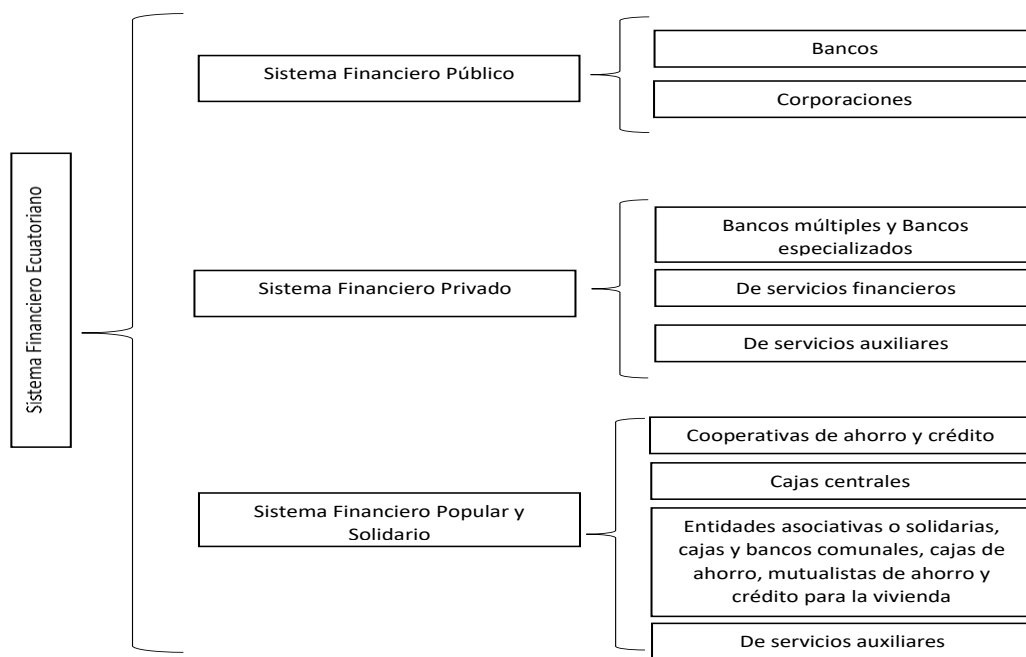 Sistema Financiero Ecuatoriano
Sistema Financiero Público
Bancos
Corporaciones
Sistema Financiero Privado
Bancos múltiples y Bancos
especializados
De servicios financieros
De servicios auxiliares
Sistema Financiero Popular y
Solidario
Cooperativas de ahorro y crédito
Cajas centrales
Entidades asociativas o solidarias,
cajas y bancos comunales, cajas de
ahorro, mutualistas de ahorro y
crédito para la vivienda
De servicios auxiliares